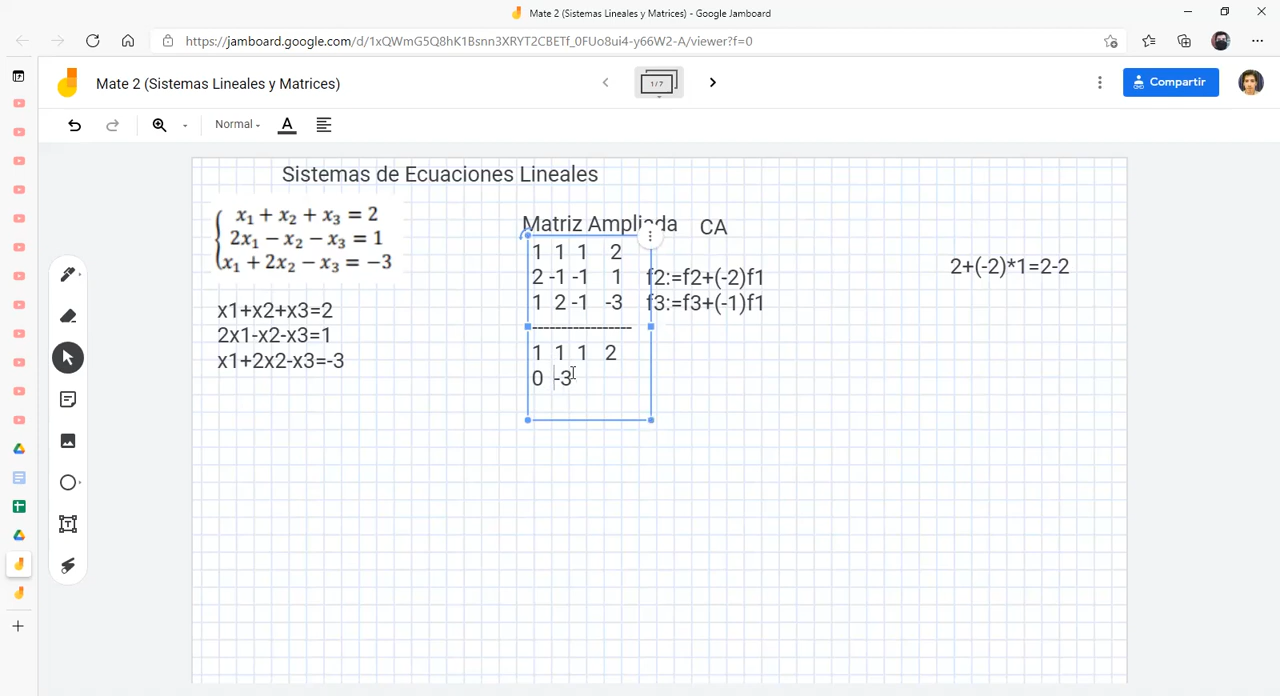 Mate 2 (Sistemas Lineales y Matrices) - Google Jamboard
https://jamboard.google.com/d/1xQWmG5Q8hK1Bsnn3XRYT2CBETf_0FUo8ui4-y66W2-A/viewer?f=0
Mate 2 (Sistemas Lineales y Matrices)
1/7
Compartir
Normal
A
Sistemas de Ecuaciones Lineales
x₁ + x₂ + x₃ = 2
2x₁ − x₂ − x₃ = 1
x₁ + 2x₂ − x₃ = −3
x1+x2+x3=2
2x1-x2-x3=1
x1+2x2-x3=-3
Matriz Ampliada CA
1 1 1 2
2 -1 -1 1 f2:=f2+(-2)f1
1 2 -1 -3 f3:=f3+(-1)f1
-----------------
1 1 1 2
0 -3
2+(-2)*1=2-2